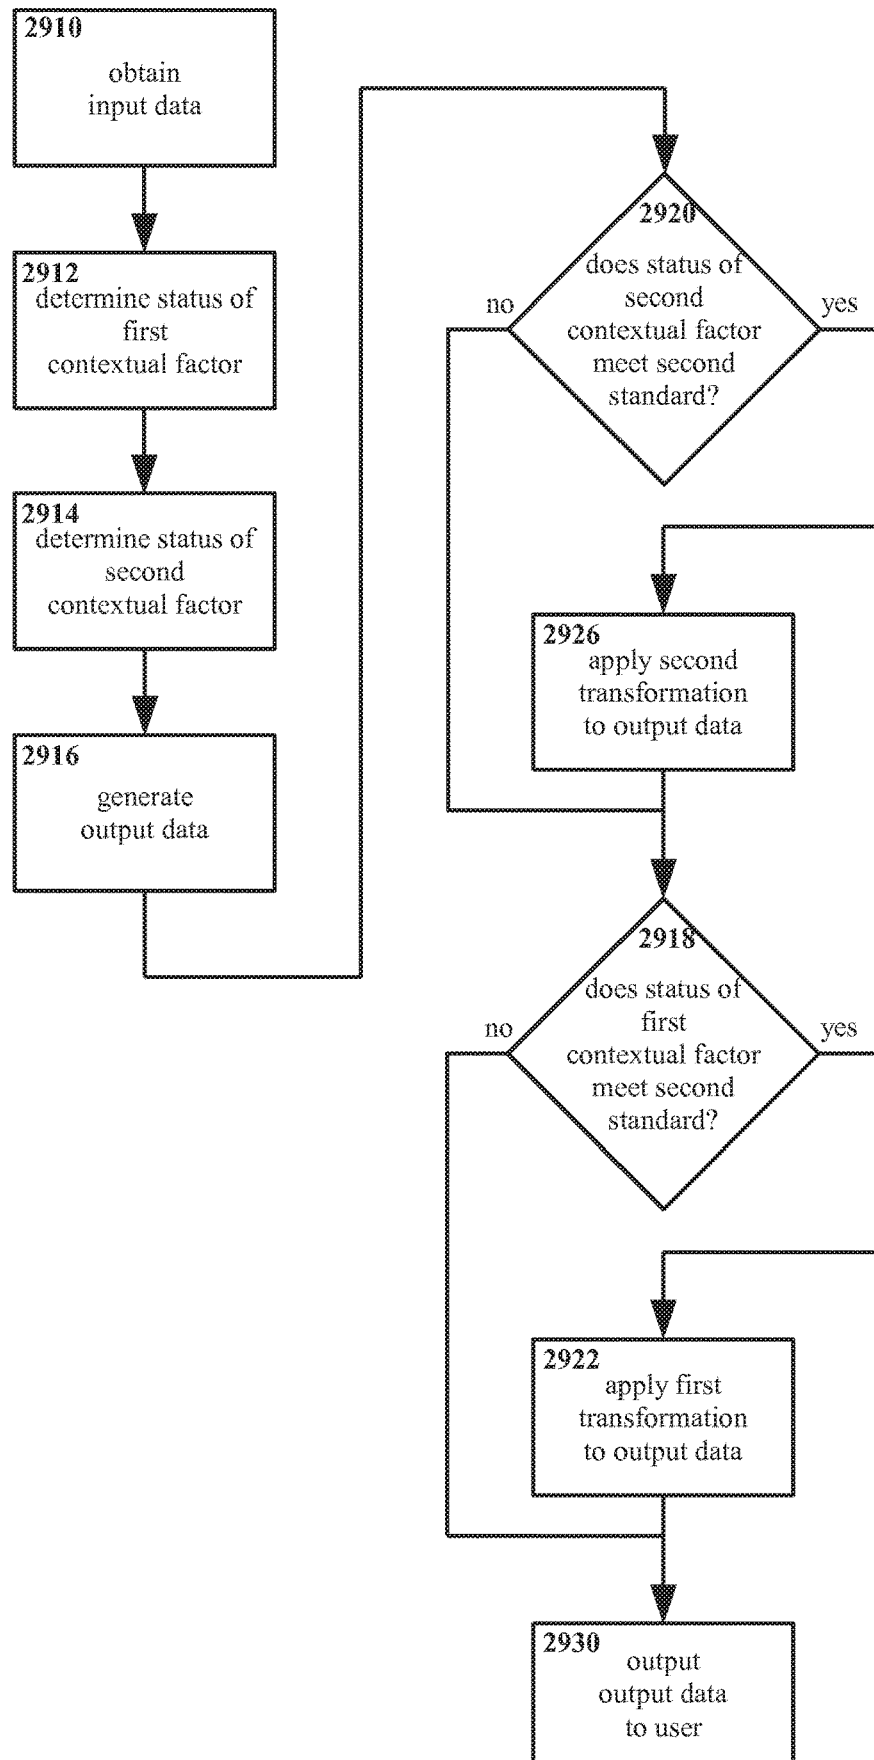 2910
obtain
input data
2912
determine status of
first
contextual factor
2914
determine status of
second
contextual factor
2916
generate
output data
2920
does status of
second
contextual factor
meet second
standard?
no
yes
2926
apply second
transformation
to output data
2918
does status of
first
contextual factor
meet second
standard?
no
yes
2922
apply first
transformation
to output data
2930
output
output data
to user